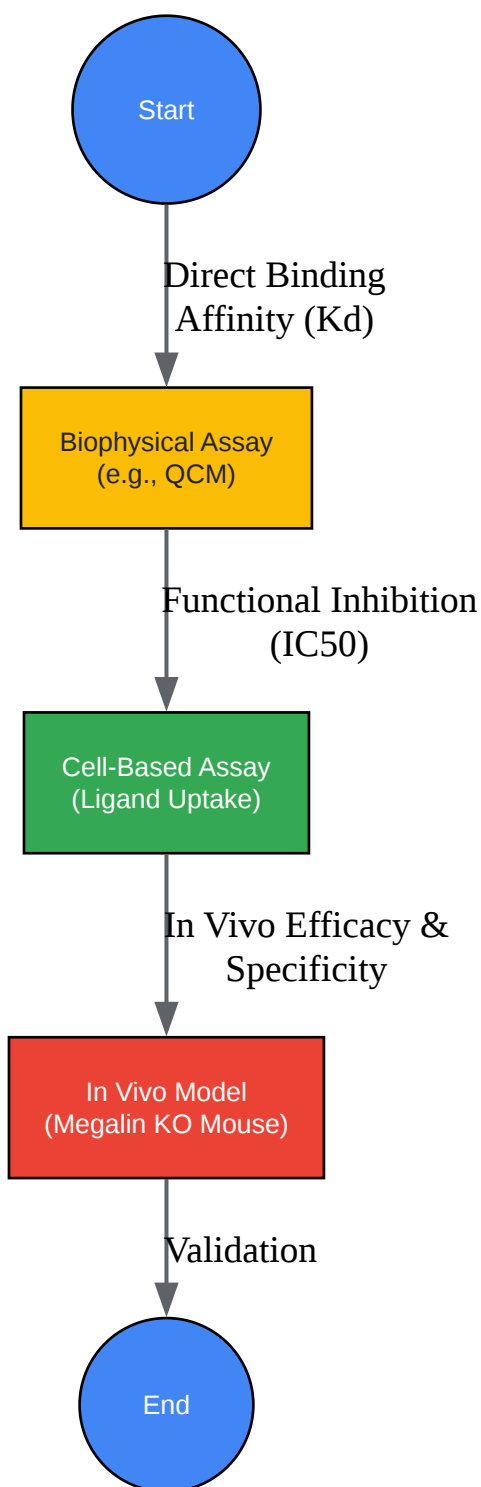 Start
Direct Binding
Affinity (Kd)
Biophysical Assay
(e.g., QCM)
Functional Inhibition
(IC50)
Cell-Based Assay
(Ligand Uptake)
In Vivo Efficacy &
Specificity
In Vivo Model
(Megalin KO Mouse)
Validation
End